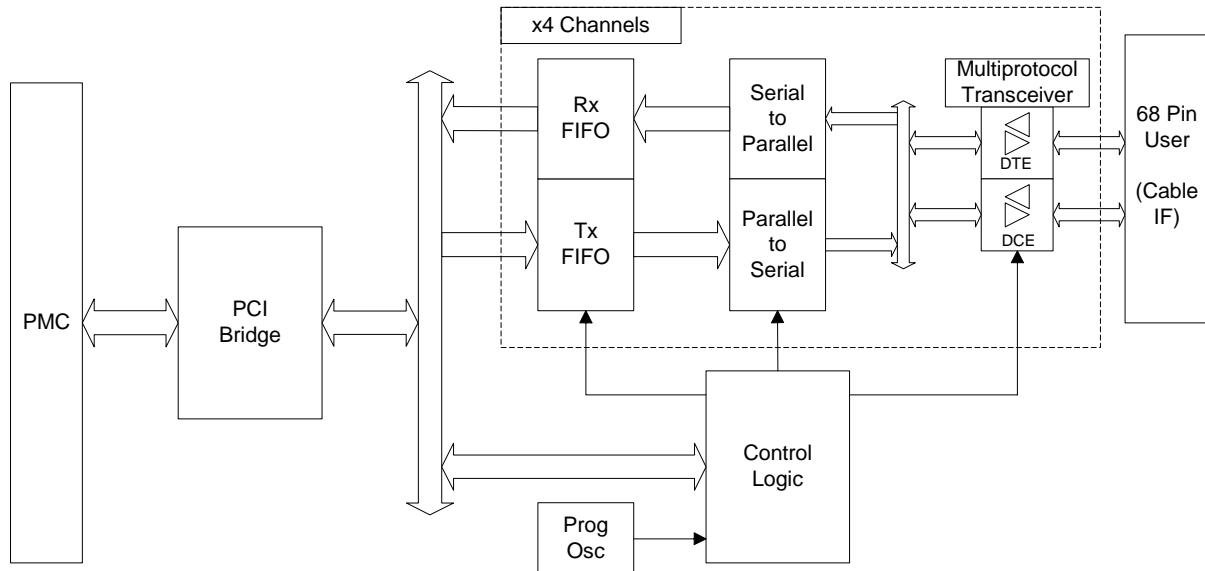 x4 Channels
PMC
PCI
Bridge
Rx
FIFO
Tx
FIFO
Serial
to
Parallel
Parallel
to
Serial
Multiprotocol
Transceiver
DTE
DCE
68 Pin
User
(Cable
IF)
Control
Logic
Prog
Osc